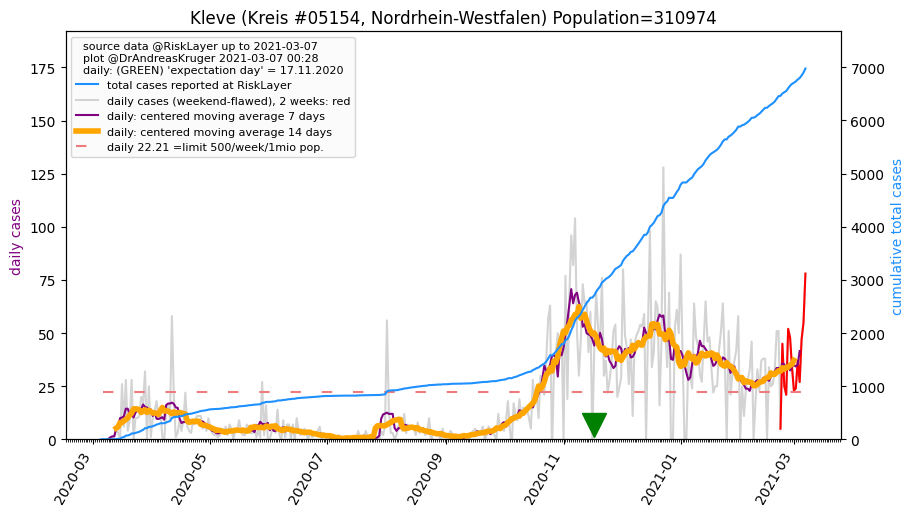 Kleve (Kreis #05154, Nordrhein-Westfalen) Population=310974
source data @RiskLayer up to 2021-03-07
plot @DrAndreasKruger 2021-03-07 00:28
daily: (GREEN) 'expectation day' = 17.11.2020
total cases reported at RiskLayer
daily cases (weekend-flawed), 2 weeks: red
daily: centered moving average 7 days
daily: centered moving average 14 days
daily 22.21 =limit 500/week/1mio pop.
daily cases
175
150
125
100
75
50
25
0
7000
6000
5000
4000
3000
2000
1000
0
cumulative total cases
2020-03
2020-05
2020-07
2020-09
2020-11
2021-01
2021-03